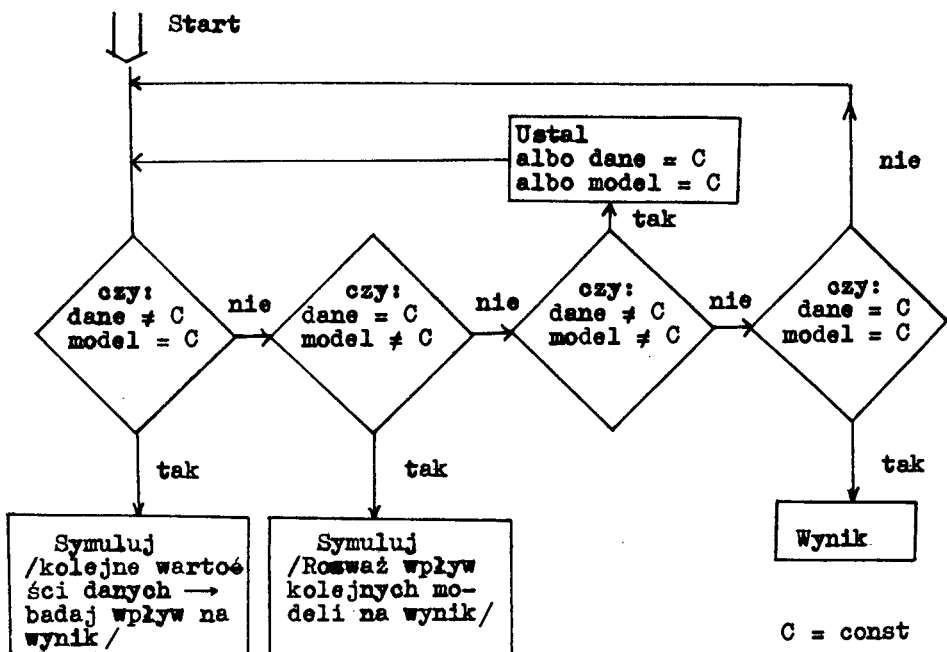 Start
Ustal
albo dane = C
albo model = C
nie
tak
czy:
dane ≠ C
model = C
nie
czy:
dane = C
model ≠ C
nie
czy:
dane ≠ C
model ≠ C
nie
czy:
dane = C
model = C
tak
tak
tak
Symuluj
/kolejne wartoś
ści danych →
badaj wpływ na
wynik/
Symuluj
/Rozważ wpływ
kolejnych mo-
deli na wynik/
Wynik
C = const